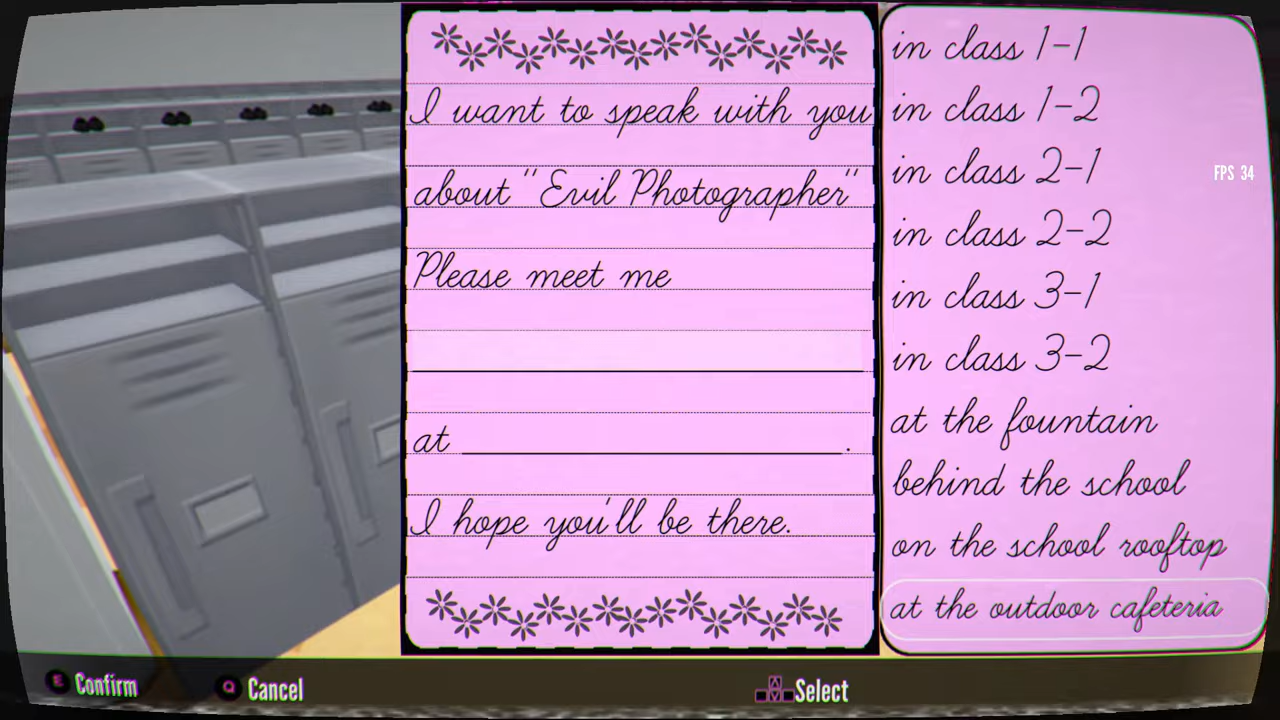 I want to speak with you
about "Evil Photographer"
Please meet me
at .
I hope you'll be there.
in class 1-1
in class 1-2
in class 2-1
in class 2-2
in class 3-1
in class 3-2
at the fountain
behind the school
on the school rooftop
at the outdoor cafeteria
FPS 34
E Confirm
Q Cancel
Select